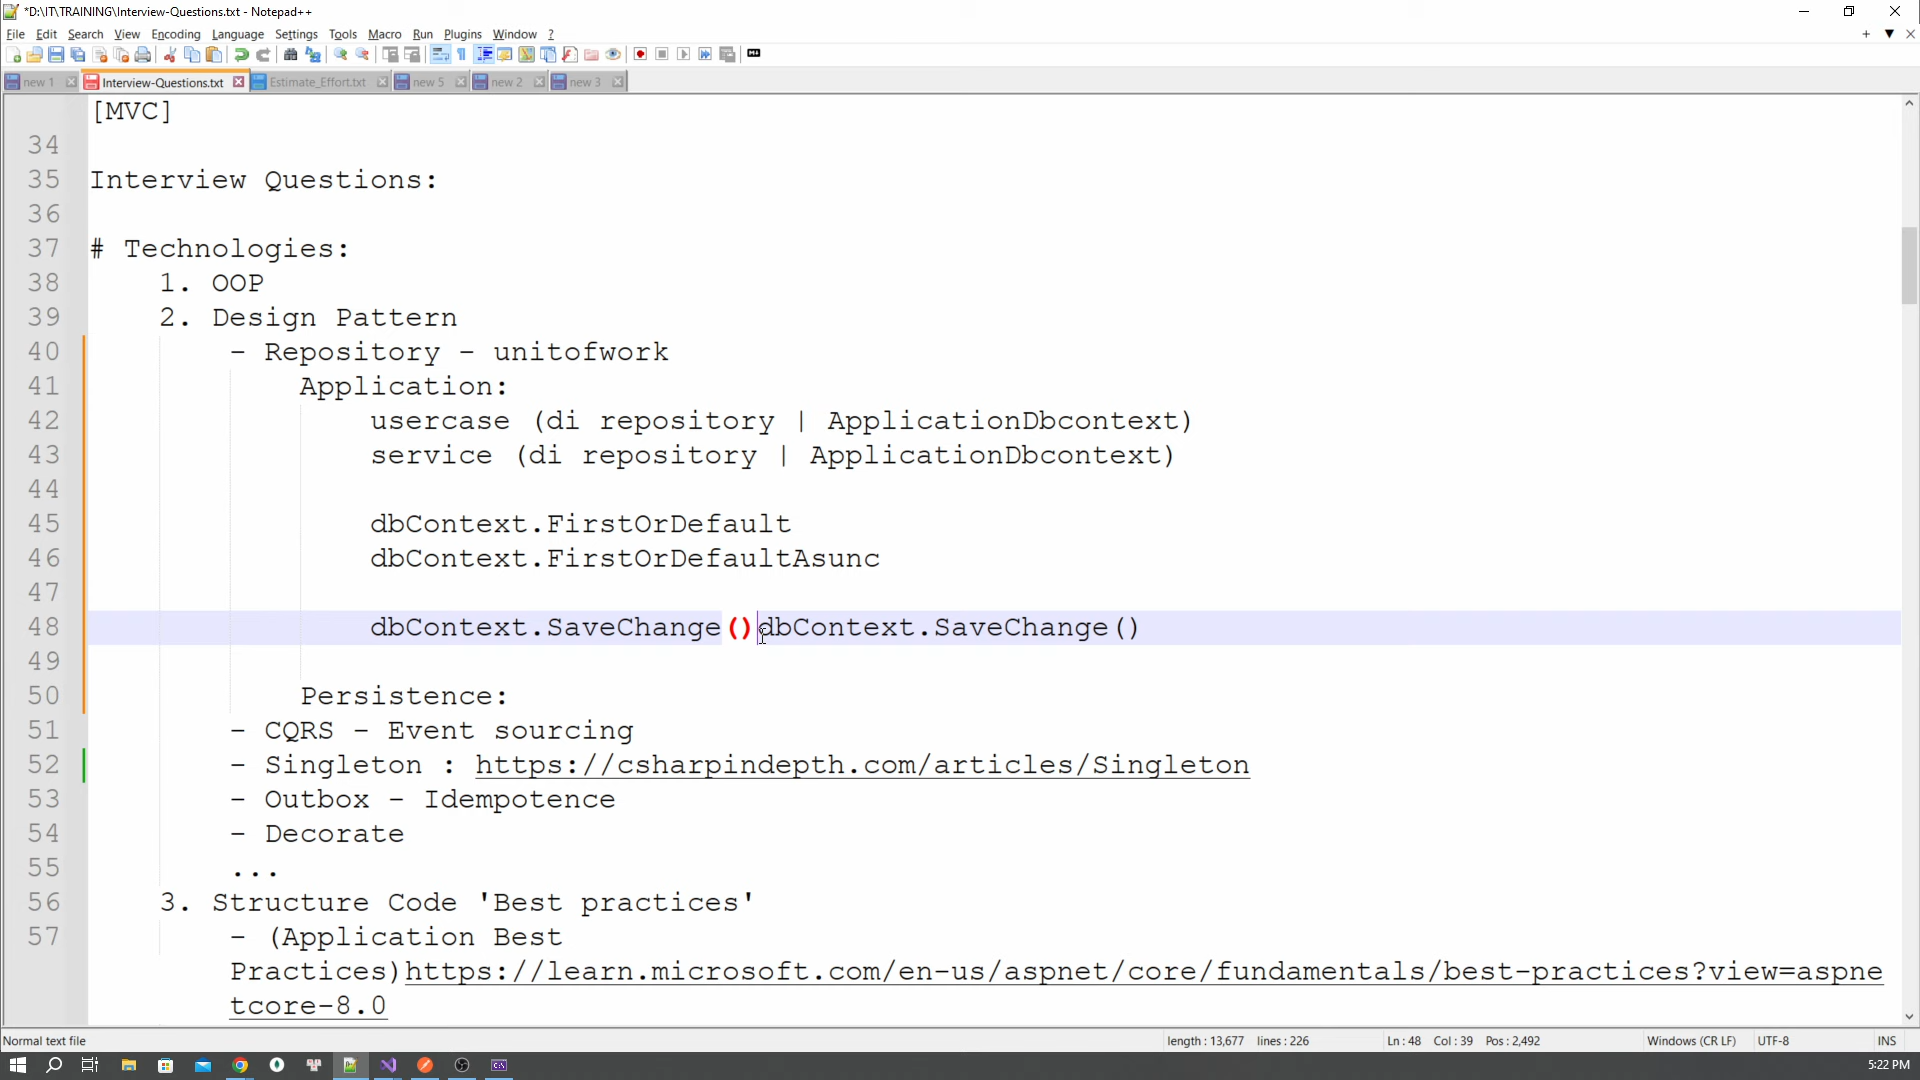 *D:\IT\TRAINING\Interview-Questions.txt - Notepad++
File Edit Search View Encoding Language Settings Tools Macro Run Plugins Window ?
new 1 Interview-Questions.txt Estimate_Effort.txt new 5 new 2 new 3
[MVC]
34
35 Interview Questions:
36
37 # Technologies:
38 1. OOP
39 2. Design Pattern
40 - Repository - unitofwork
41 Application:
42 usercase (di repository | ApplicationDbcontext)
43 service (di repository | ApplicationDbcontext)
44
45 dbContext.FirstOrDefault
46 dbContext.FirstOrDefaultAsunc
47
48 dbContext.SaveChange()dbContext.SaveChange()
49
50 Persistence:
51 - CQRS - Event sourcing
52 - Singleton : https://csharpindepth.com/articles/Singleton
53 - Outbox - Idempotence
54 - Decorate
55 ...
56 3. Structure Code 'Best practices'
57 - (Application Best
Practices)https://learn.microsoft.com/en-us/aspnet/core/fundamentals/best-practices?view=aspne
tcore-8.0
Normal text file length : 13,677 lines : 226 Ln : 48 Col : 39 Pos : 2,492 Windows (CR LF) UTF-8 INS
5:22 PM